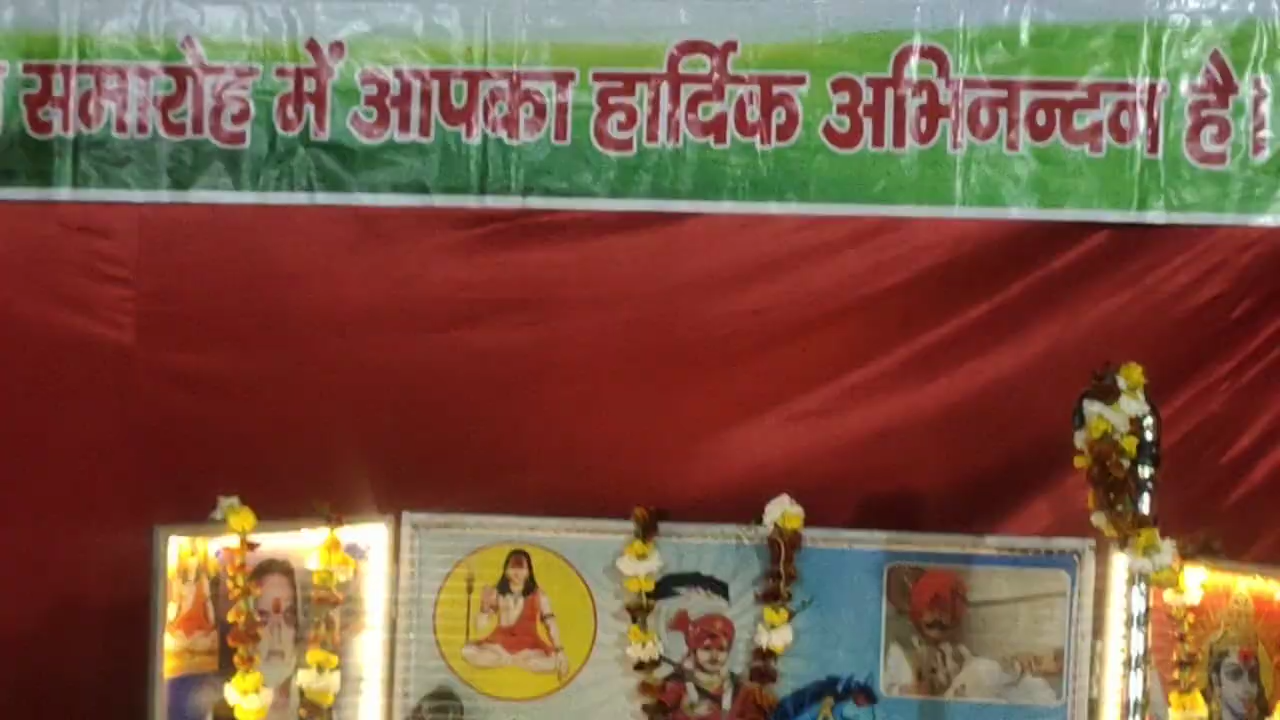 समारोह में आपका हार्दिक अभिनन्दन है।